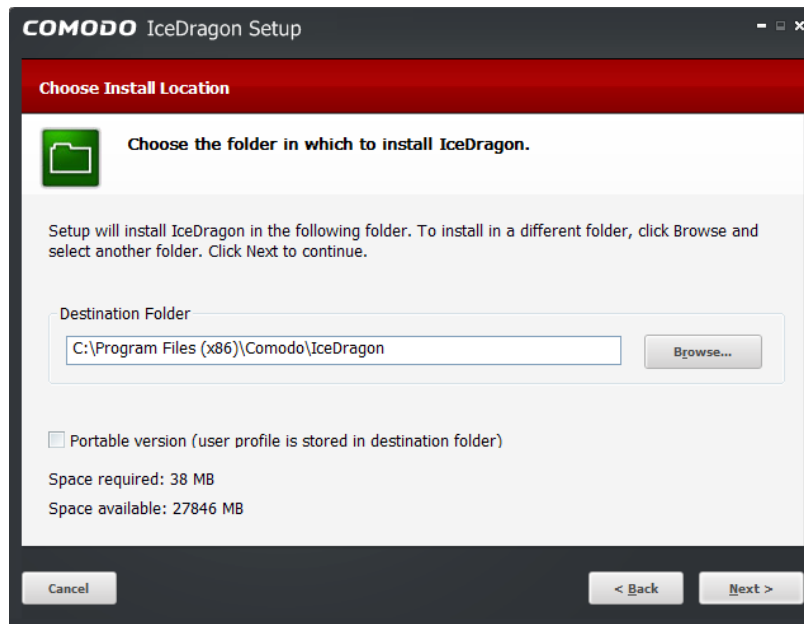 COMODO IceDragon Setup
Choose Install Location
Choose the folder in which to install IceDragon.
Setup will install IceDragon in the following folder. To install in a different folder, click Browse and
select another folder. Click Next to continue.
Destination Folder
C:\Program Files (x86)\Comodo\IceDragon
Browse...
Portable version (user profile is stored in destination folder)
Space required: 38 MB
Space available: 27846 MB
Cancel
< Back
Next >